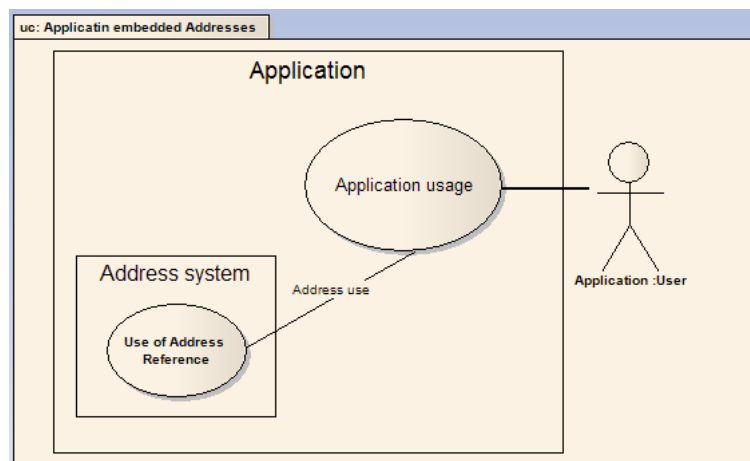 uc: Applicatin embedded Addresses
Application
Application usage
Address system
Address use
Application :User
Use of Address
Reference